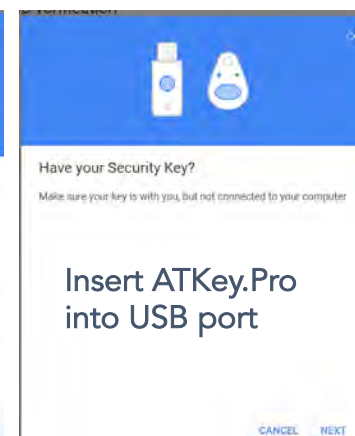 Have your Security Key?
Make sure your key is with you, but not connected to your computer
Insert ATKey.Pro
into USB port
CANCEL NEXT